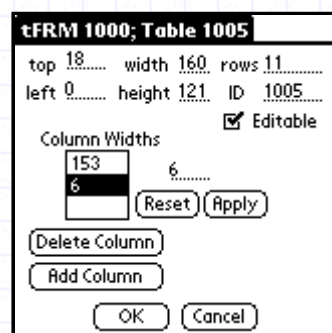 tFRM 1000; Table 1005
top 18 width 160 rows 11
left 0 height 121 ID 1005
Editable
Column Widths
153
6 6
Reset Apply
Delete Column
Add Column
OK Cancel